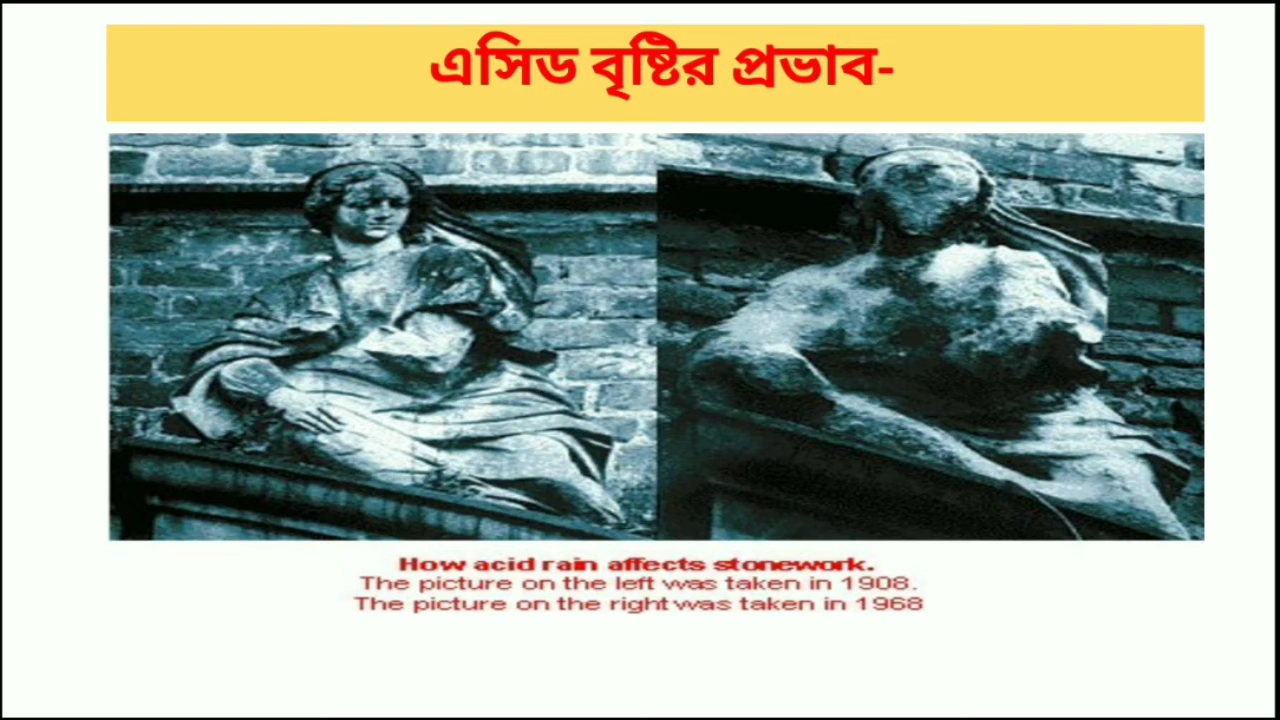 এসিড বৃষ্টির প্রভাব-
How acid rain affects stonework.
The picture on the left was taken in 1908.
The picture on the right was taken in 1968